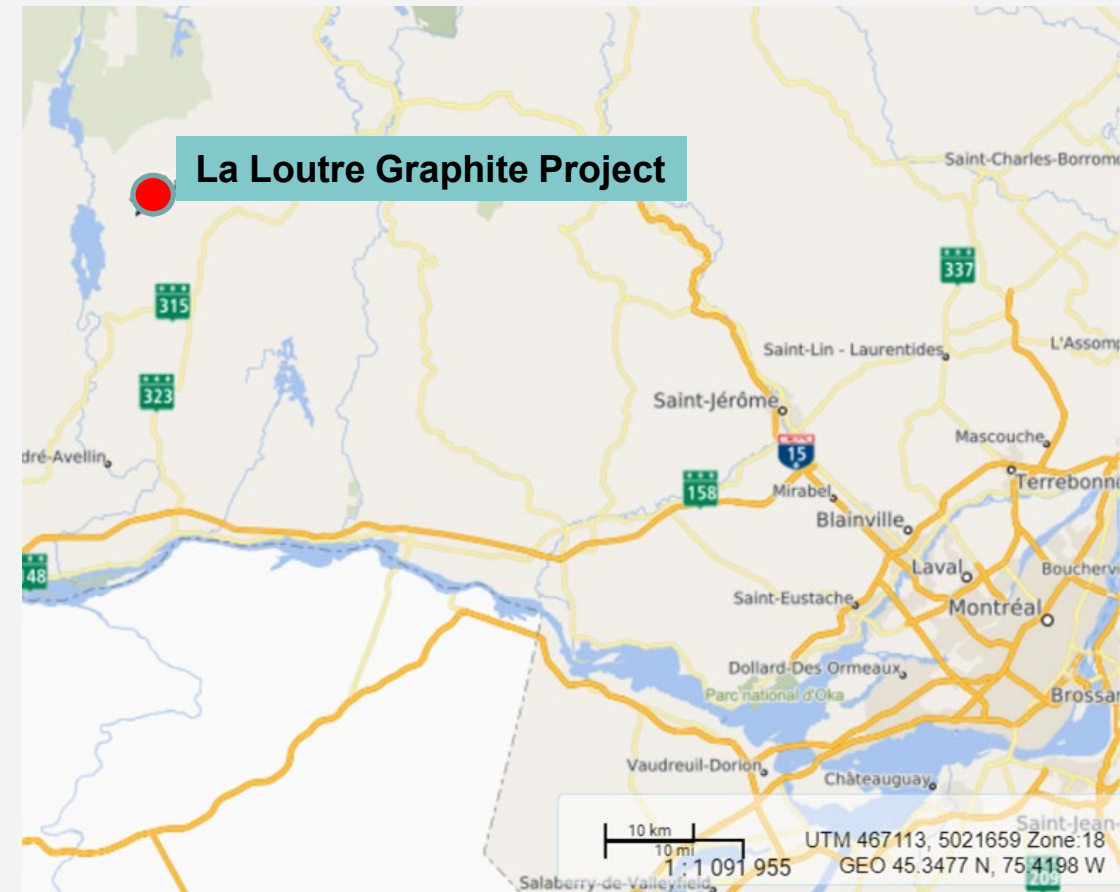 La Loutre Graphite Project
Saint-Charles-Borrom
337
315
L'Assomp
Saint-Lin - Laurentides
323
Saint-Jérôme
Mascouche
dré-Avellin
15
Terrebonn
158
Mirabel
Blainville
148
Laval
Boucherv
Saint-Eustache
Montréal
Dollard-Des Ormeaux
Parc national d'Oka
Brossar
Vaudreuil-Dorion
Châteauguay
Saint-Jean-
10 km
10 mi
1 : 1 091 955
UTM 467113, 5021659 Zone:18
GEO 45.3477 N, 75.4198 W
Salaberry-de-Valleyfield
209